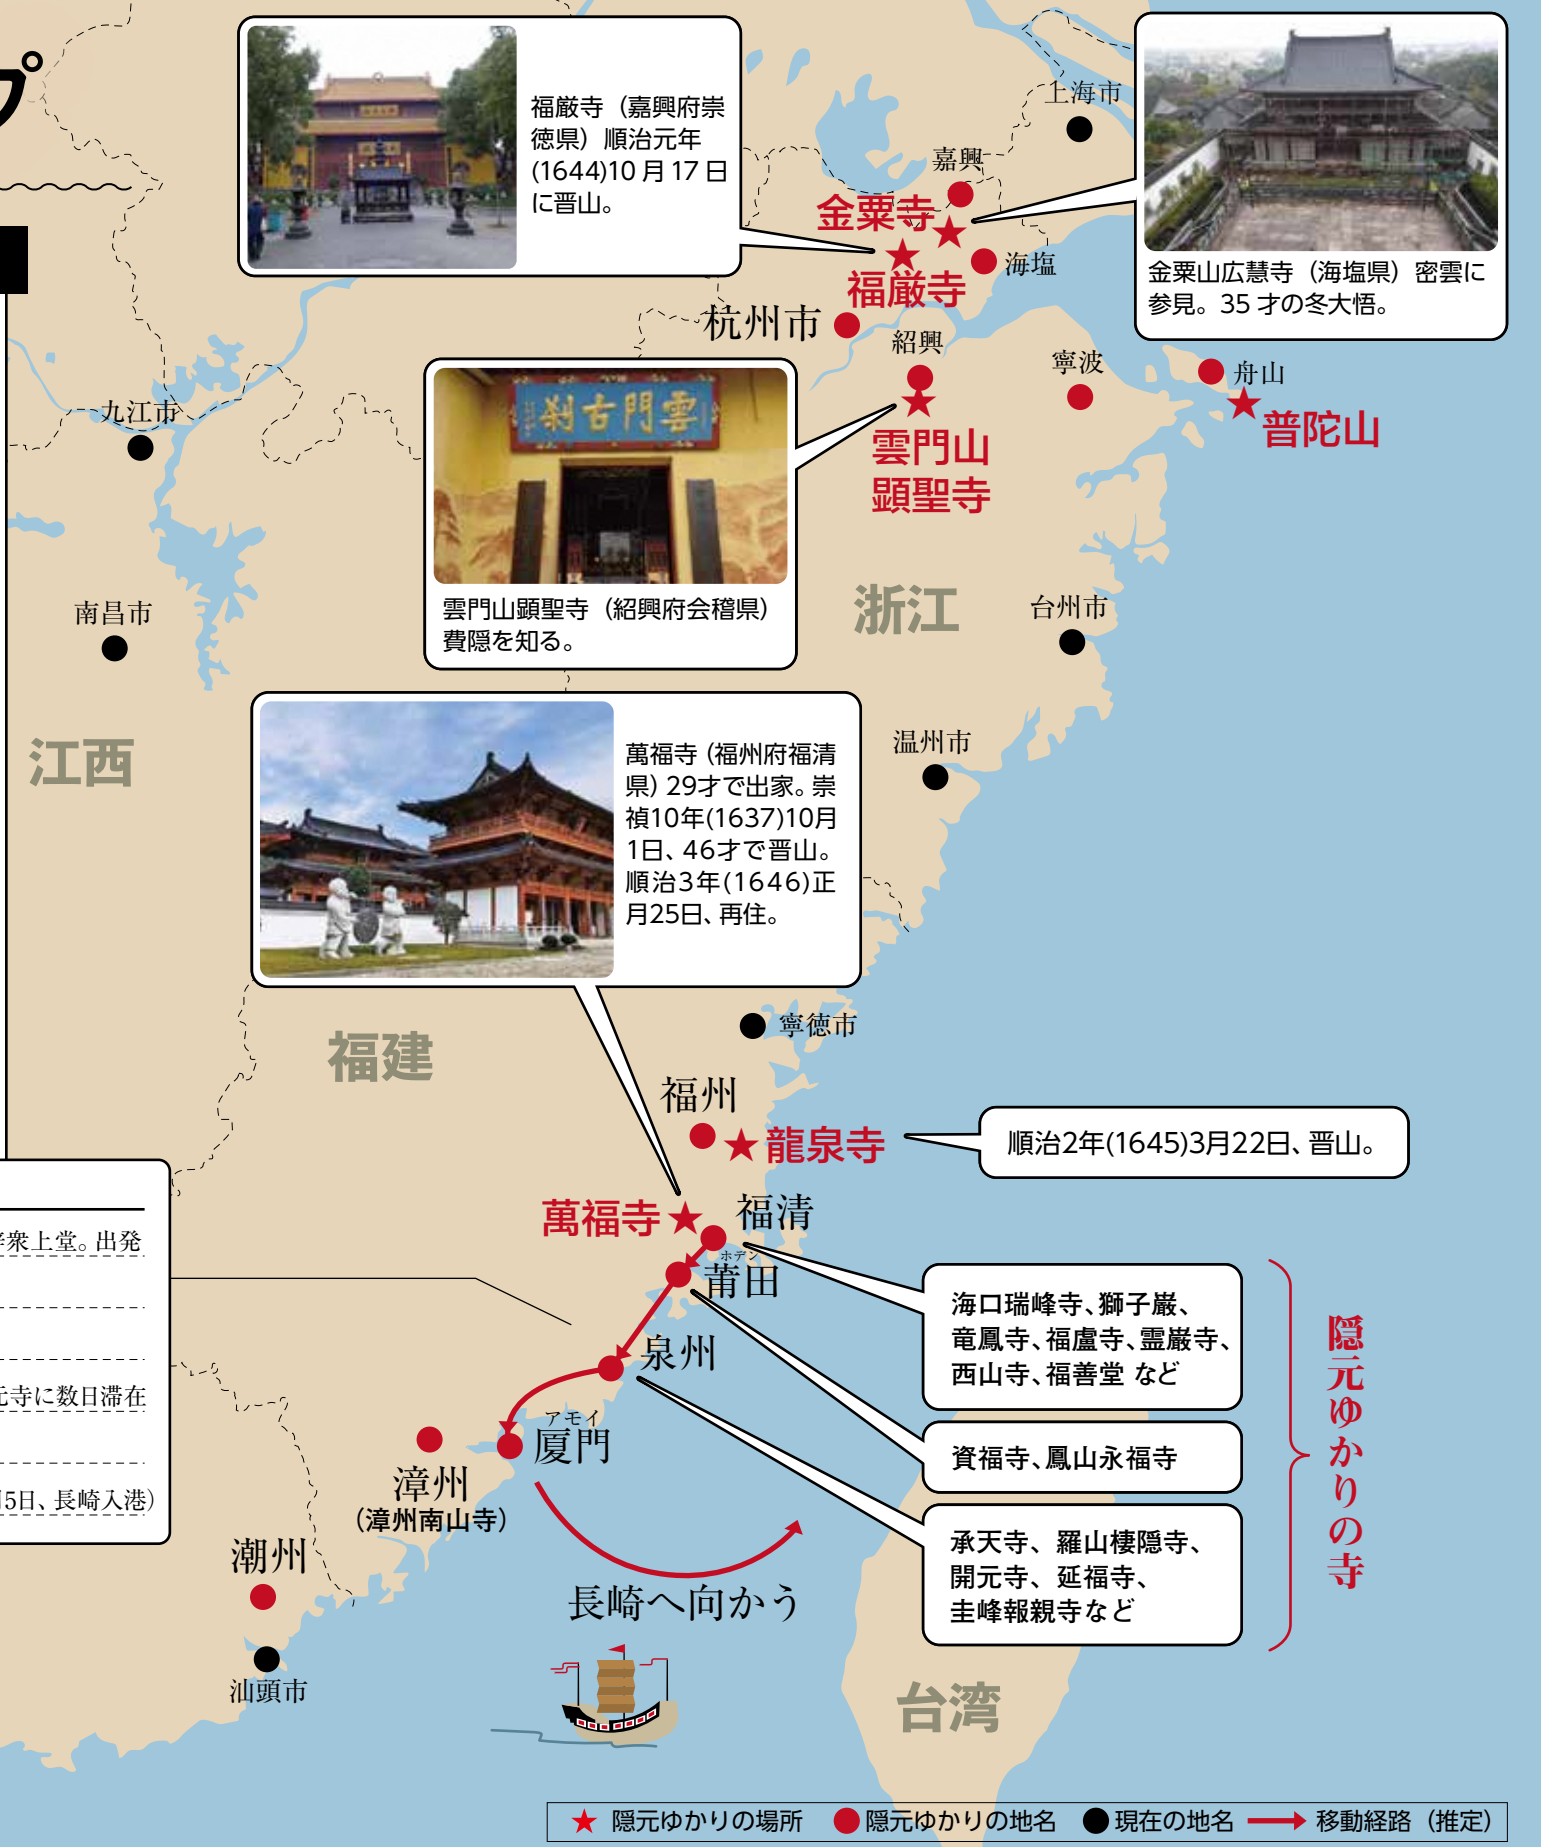 プ
福厳寺（嘉興府崇
徳県）順治元年
(1644)10月17日
に晋山。
上海市
嘉興
金粟寺
福厳寺
海塩
金粟山広慧寺（海塩県）密雲に
参見。35才の冬大悟。
杭州市
紹興
寧波
舟山
普陀山
雲門山
顕聖寺
刹古門雲
雲門山顕聖寺（紹興府会稽県）
費隠を知る。
九江市
南昌市
浙江
台州市
江西
温州市
萬福寺（福州府福清
県）29才で出家。崇
禎10年(1637)10月
1日、46才で晋山。
順治3年(1646)正
月25日、再住。
寧徳市
福建
福州
龍泉寺
順治2年(1645)3月22日、晋山。
萬福寺
福清
ホデン
莆田
衆上堂。出発
元寺に数日滞在
5日、長崎入港）
海口瑞峰寺、獅子巌、
竜鳳寺、福盧寺、霊巌寺、
西山寺、福善堂 など
泉州
資福寺、鳳山永福寺
アモイ
厦門
漳州
（漳州南山寺）
承天寺、羅山棲隠寺、
開元寺、延福寺、
圭峰報親寺など
隠元ゆかりの寺
潮州
長崎へ向かう
汕頭市
台湾
★ 隠元ゆかりの場所 ●隠元ゆかりの地名 ●現在の地名 → 移動経路（推定）